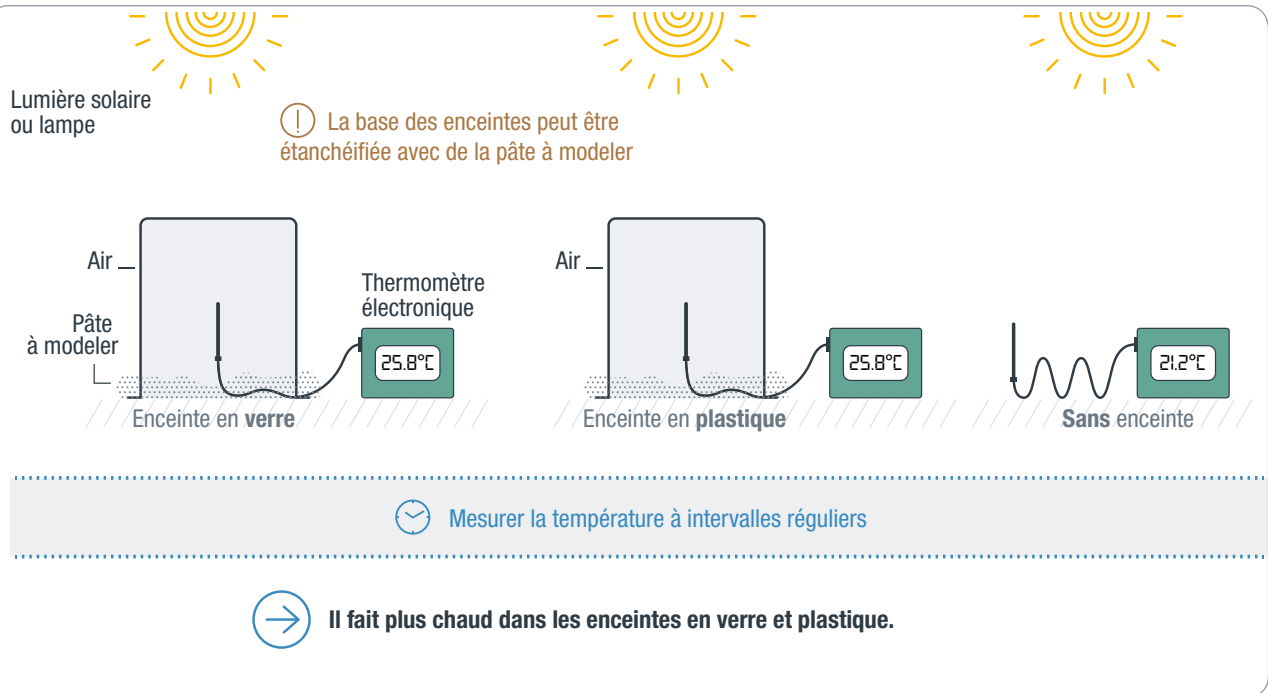 Lumière solaire
ou lampe
La base des enceintes peut être
étanchéifiée avec de la pâte à modeler
Air
Pâte
à modeler
Thermomètre
électronique
25.8°C
Enceinte en verre
Air
25.8°C
Enceinte en plastique
21.2°C
Sans enceinte
Mesurer la température à intervalles réguliers
Il fait plus chaud dans les enceintes en verre et plastique.